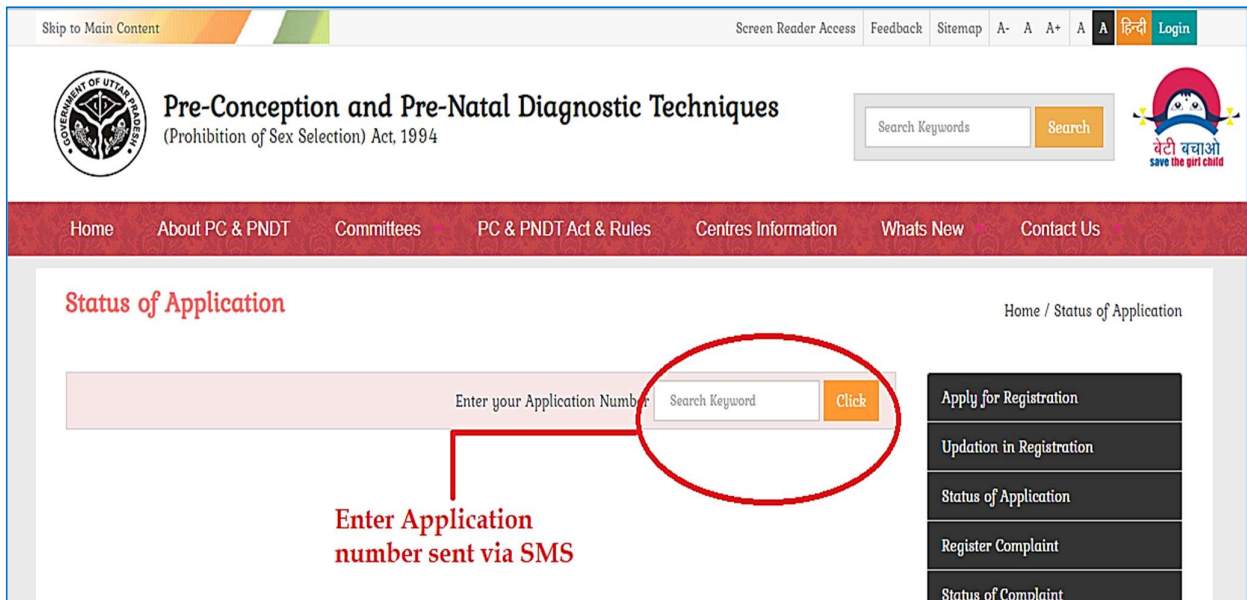 Skip to Main Content
Screen Reader Access Feedback Sitemap A- A A+ A A हिन्दी Login
GOVERNMENT OF UTTAR PRADESH
Pre-Conception and Pre-Natal Diagnostic Techniques
(Prohibition of Sex Selection) Act, 1994
Search Keywords Search
बेटी बचाओ
save the girl child
Home About PC & PNDT Committees PC & PNDT Act & Rules Centres Information Whats New Contact Us
Status of Application
Home / Status of Application
Enter your Application Number Search Keyword Click
Enter Application
number sent via SMS
Apply for Registration
Updation in Registration
Status of Application
Register Complaint
Status of Complaint